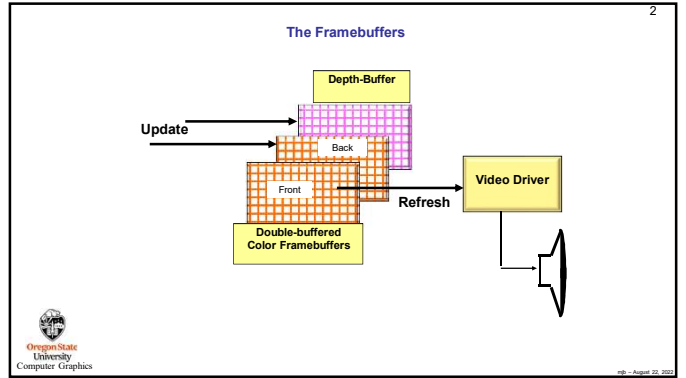 2
The Framebuffers
Depth-Buffer
Update
Back
Front
Refresh
Video Driver
Double-buffered
Color Framebuffers
Oregon State
University
Computer Graphics
mjb – August 22, 2022